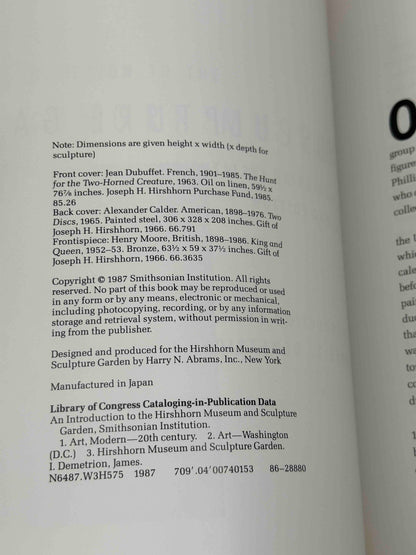 Note: Dimensions are given height x width (x depth for
sculpture)
Front cover: Jean Dubuffet. French, 1901–1985. The Hunt
for the Two-Horned Creature, 1963. Oil on linen, 59½ x
76⅞ inches. Joseph H. Hirshhorn Purchase Fund, 1985.
85.26
Back cover: Alexander Calder. American, 1898–1976. Two
Discs, 1965. Painted steel, 306 x 328 x 208 inches. Gift of
Joseph H. Hirshhorn, 1966. 66.791
Frontispiece: Henry Moore, British, 1898–1986. King and
Queen, 1952–53. Bronze, 63½ x 59 x 37½ inches. Gift of
Joseph H. Hirshhorn, 1966. 66.3635
Copyright © 1987 Smithsonian Institution. All rights
reserved. No part of this book may be reproduced or used
in any form or by any means, electronic or mechanical,
including photocopying, recording, or by any information
storage and retrieval system, without permission in writ-
ing from the publisher.
Designed and produced for the Hirshhorn Museum and
Sculpture Garden by Harry N. Abrams, Inc., New York
Manufactured in Japan
Library of Congress Cataloging-in-Publication Data
An Introduction to the Hirshhorn Museum and Sculpture
Garden, Smithsonian Institution.
1. Art, Modern—20th century. 2. Art—Washington
(D.C.) 3. Hirshhorn Museum and Sculpture Garden.
I. Demetrion, James.
N6487.W3H575 1987 709'.04'00740153 86-28880
O
group
figure
Philli
who
colle
the
whic